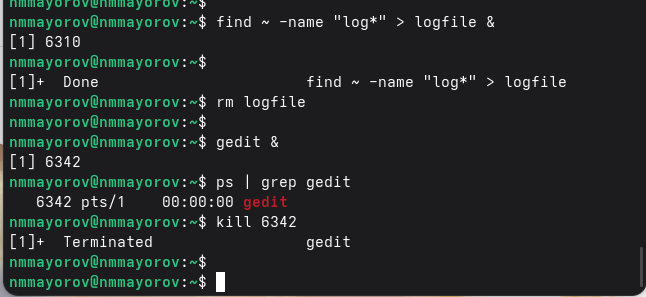 nmmayorov@nmmayorov:~$
nmmayorov@nmmayorov:~$ find ~ -name "log*" > logfile &
[1] 6310
nmmayorov@nmmayorov:~$
[1]+  Done                    find ~ -name "log*" > logfile
nmmayorov@nmmayorov:~$ rm logfile
nmmayorov@nmmayorov:~$
nmmayorov@nmmayorov:~$ gedit &
[1] 6342
nmmayorov@nmmayorov:~$ ps | grep gedit
   6342 pts/1    00:00:00 gedit
nmmayorov@nmmayorov:~$ kill 6342
[1]+  Terminated              gedit
nmmayorov@nmmayorov:~$
nmmayorov@nmmayorov:~$